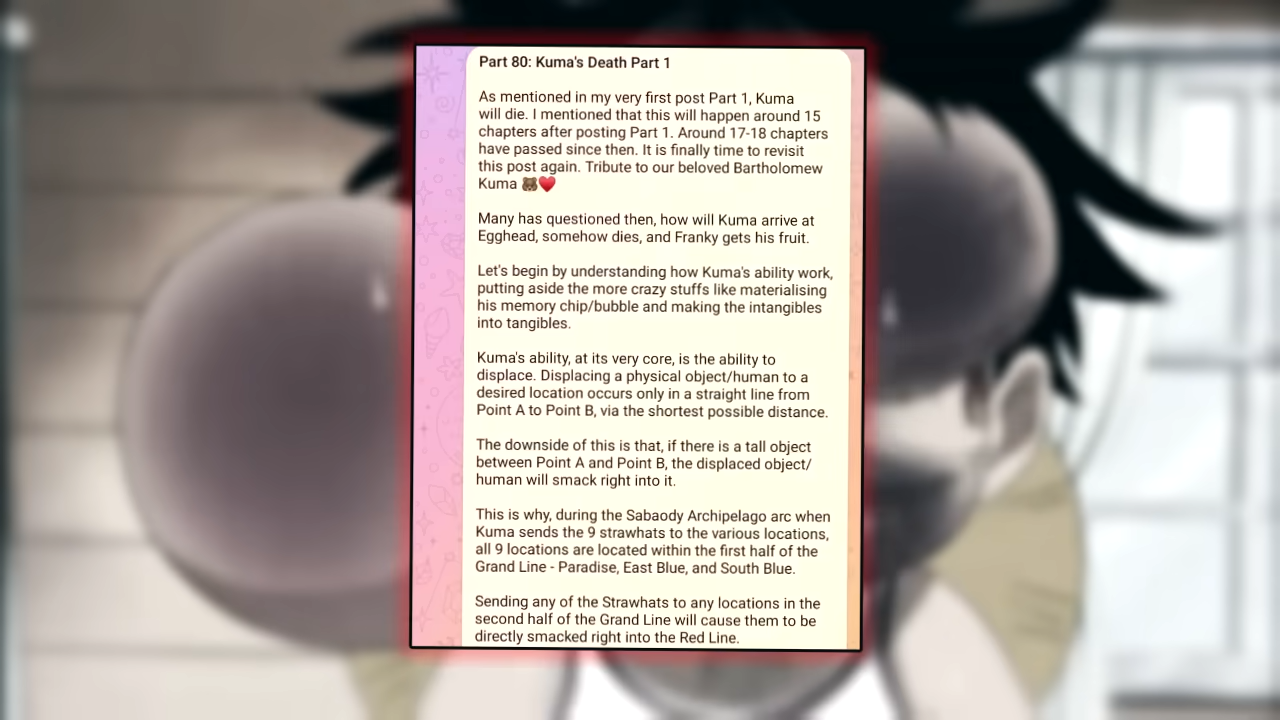 Part 80: Kuma's Death Part 1
As mentioned in my very first post Part 1, Kuma
will die. I mentioned that this will happen around 15
chapters after posting Part 1. Around 17-18 chapters
have passed since then. It is finally time to revisit
this post again. Tribute to our beloved Bartholomew
Kuma 🐻❤️
Many has questioned then, how will Kuma arrive at
Egghead, somehow dies, and Franky gets his fruit.
Let's begin by understanding how Kuma's ability work,
putting aside the more crazy stuffs like materialising
his memory chip/bubble and making the intangibles
into tangibles.
Kuma's ability, at its very core, is the ability to
displace. Displacing a physical object/human to a
desired location occurs only in a straight line from
Point A to Point B, via the shortest possible distance.
The downside of this is that, if there is a tall object
between Point A and Point B, the displaced object/
human will smack right into it.
This is why, during the Sabaody Archipelago arc when
Kuma sends the 9 strawhats to the various locations,
all 9 locations are located within the first half of the
Grand Line - Paradise, East Blue, and South Blue.
Sending any of the Strawhats to any locations in the
second half of the Grand Line will cause them to be
directly smacked right into the Red Line.